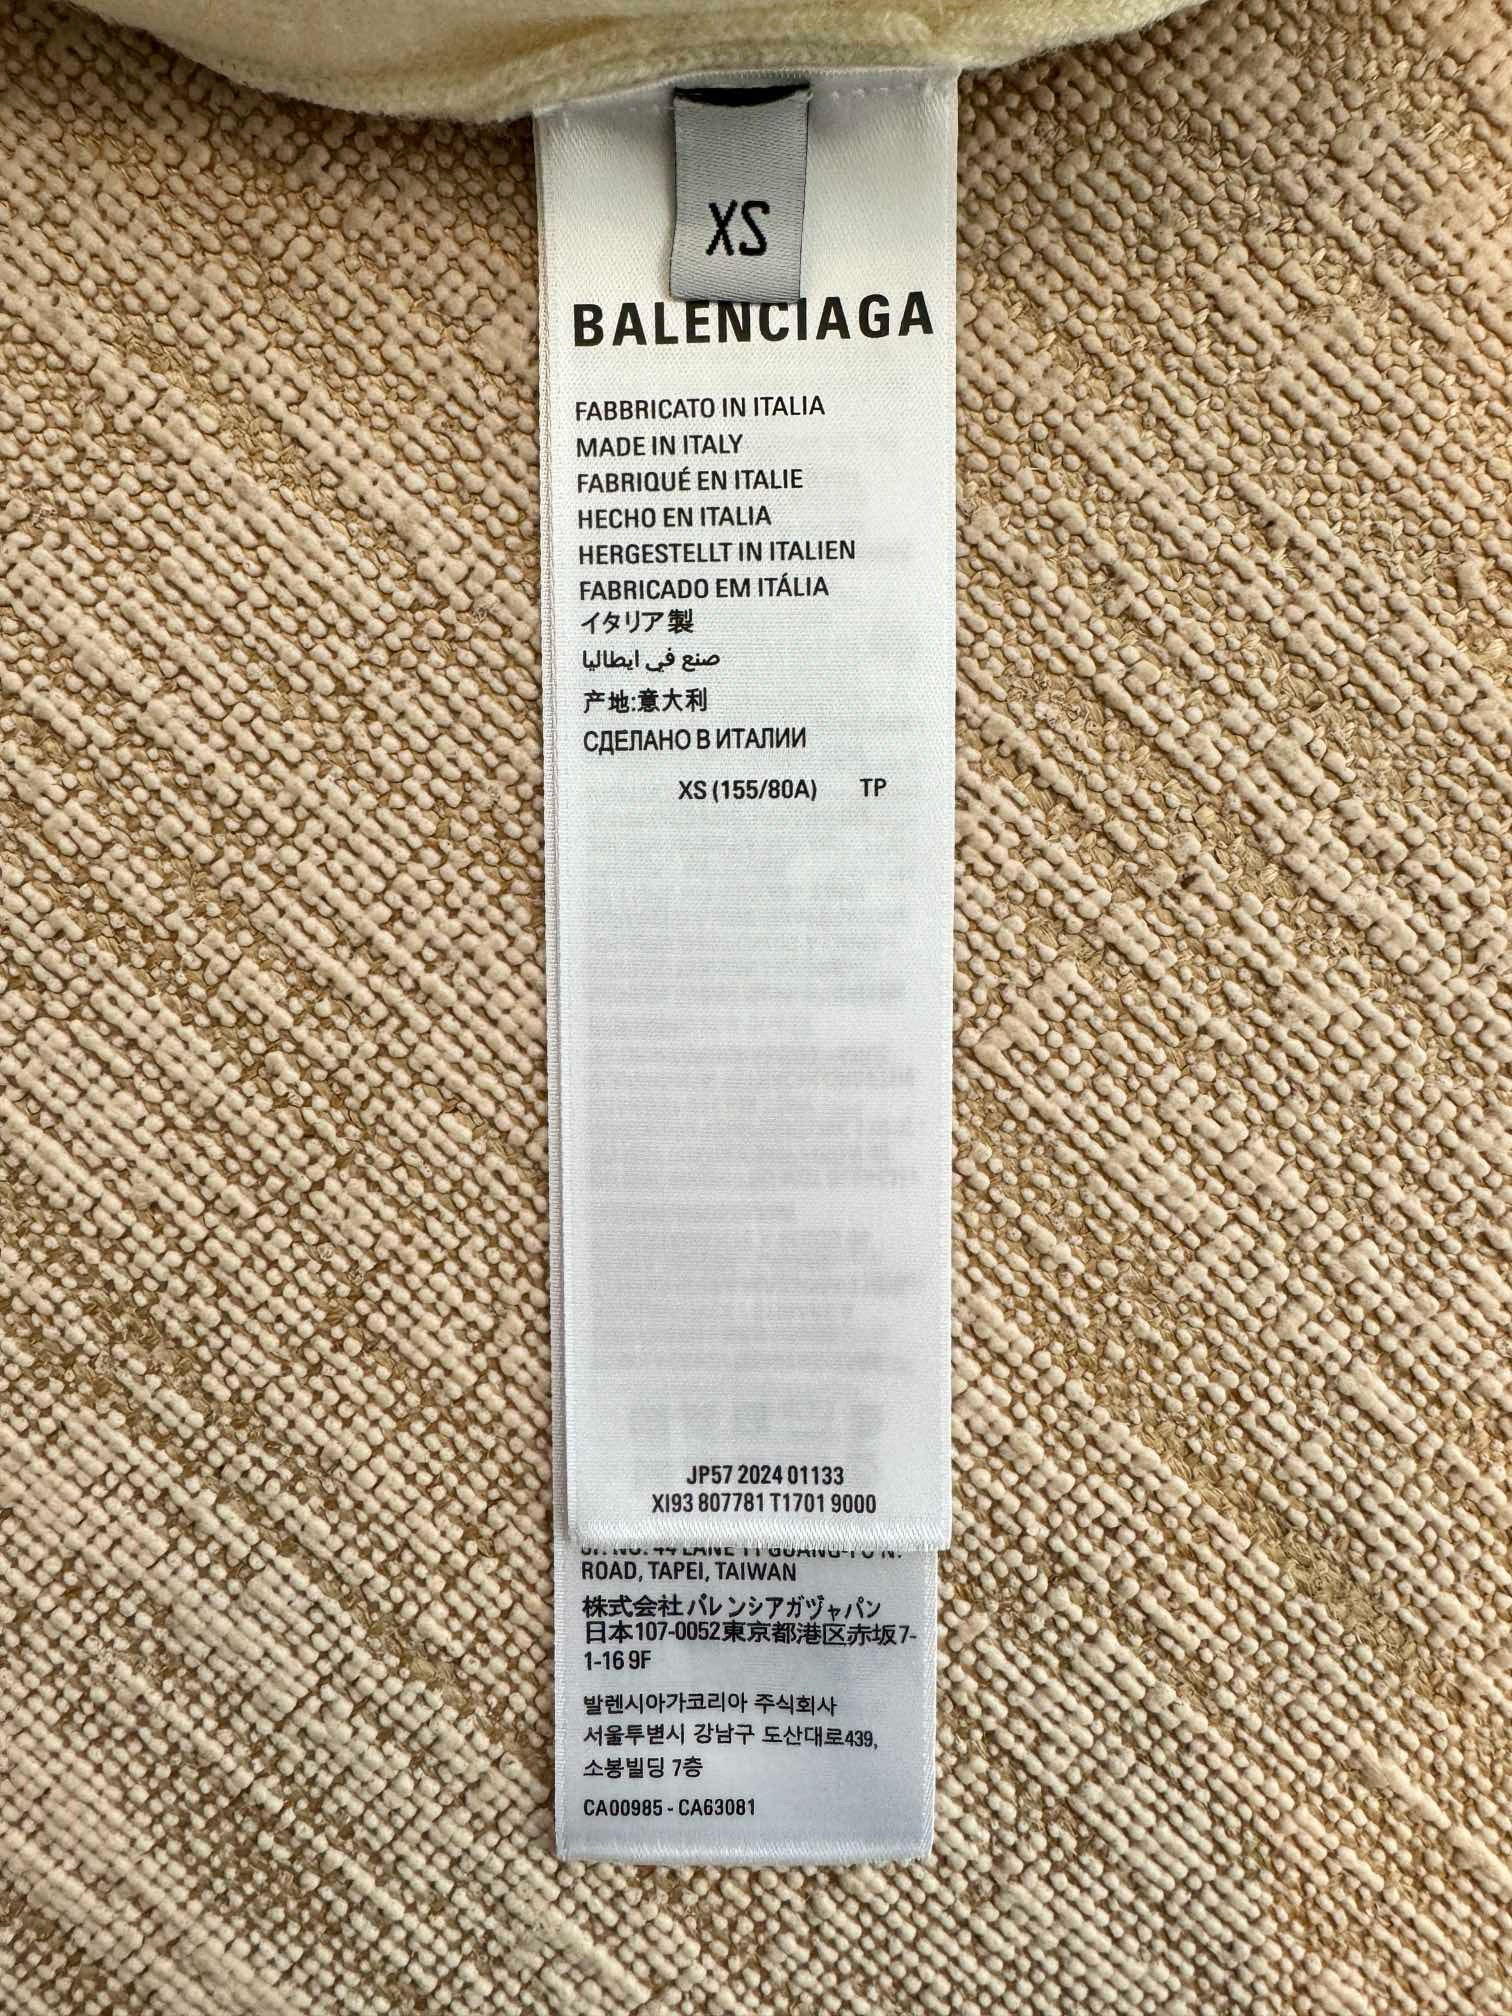 XS
BALENCIAGA
FABBRICATO IN ITALIA
MADE IN ITALY
FABRIQUÉ EN ITALIE
HECHO EN ITALIA
HERGESTELLT IN ITALIEN
FABRICADO EM ITÁLIA
イタリア製
صنع في ايطاليا
产地:意大利
СДЕЛАНО В ИТАЛИИ
XS (155/80A) TP
JP57 2024 01133
XI93 807781 T1701 9000
44 LANE 11 GUANG-FU N.
ROAD, TAPEI, TAIWAN
株式会社バレンシアガジャパン
日本107-0052東京都港区赤坂7-
1-16 9F
발렌시아가코리아 주식회사
서울투별시 강남구 도산대로439,
소봉빌딩 7층
CA00985 - CA63081